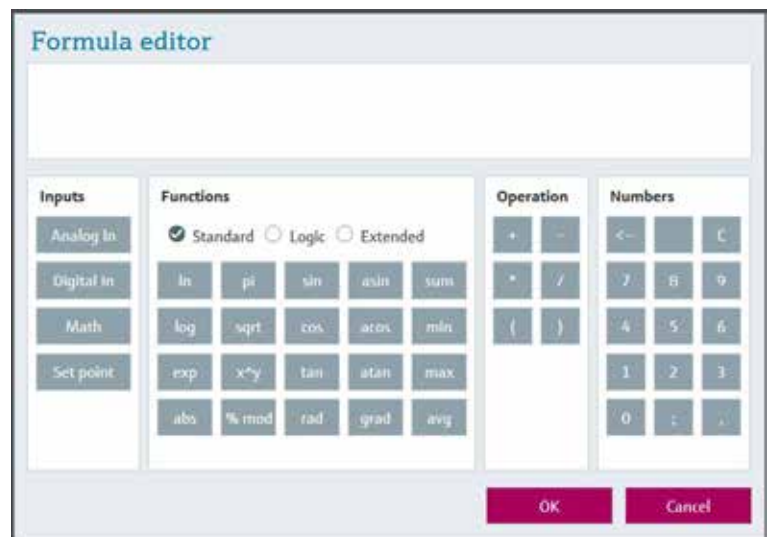 Formula editor
Inputs
Analog In
Digital In
Math
Set point
Functions
Standard Logic Extended
ln pi sin asin sum
log sqrt cos acos min
exp x^y tan atan max
abs % mod rad grad avg
Operation
+ -
* /
( )
Numbers
<-- C
7 8 9
4 5 6
1 2 3
0 ; .
OK Cancel